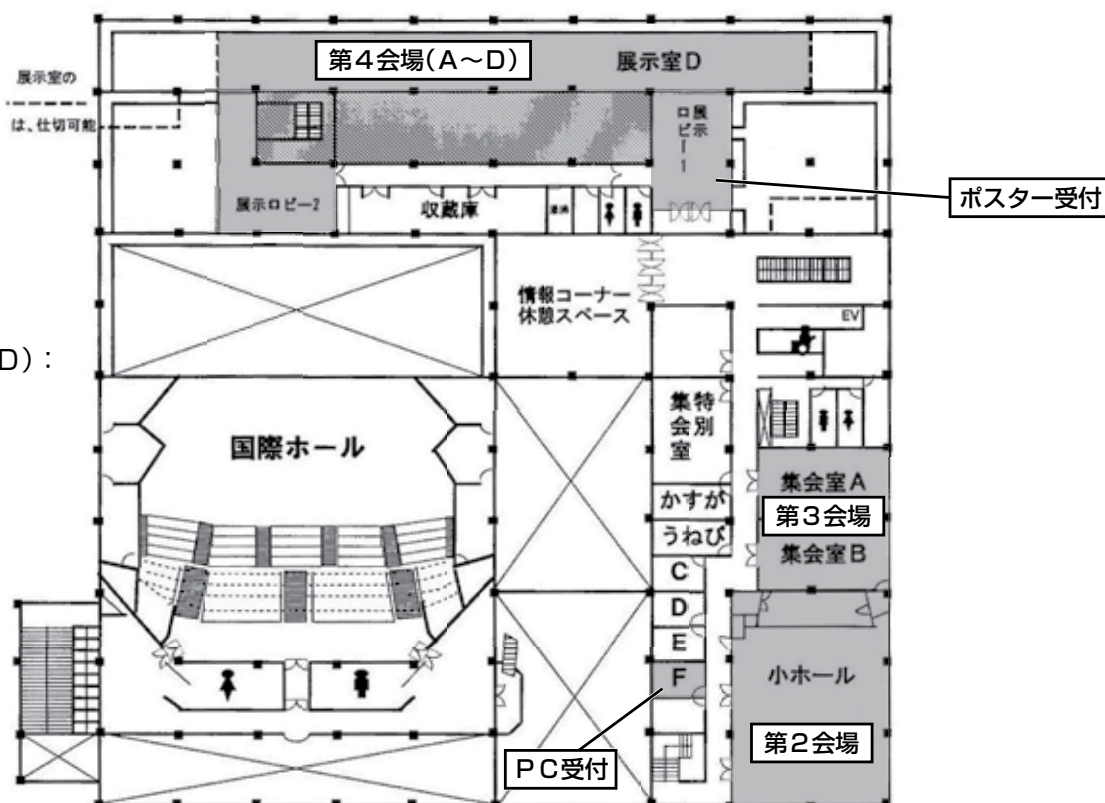 第4会場(A〜D)
展示室D
展示室の
は、仕切可能
展示
ロビー1
ポスター受付
展示ロビー2
収蔵庫
情報コーナー
休憩スペース
EV
D):
特別
集会室
国際ホール
集会室A
かすが
第3会場
うねび
集会室B
C
D
E
F
小ホール
第2会場
PC受付